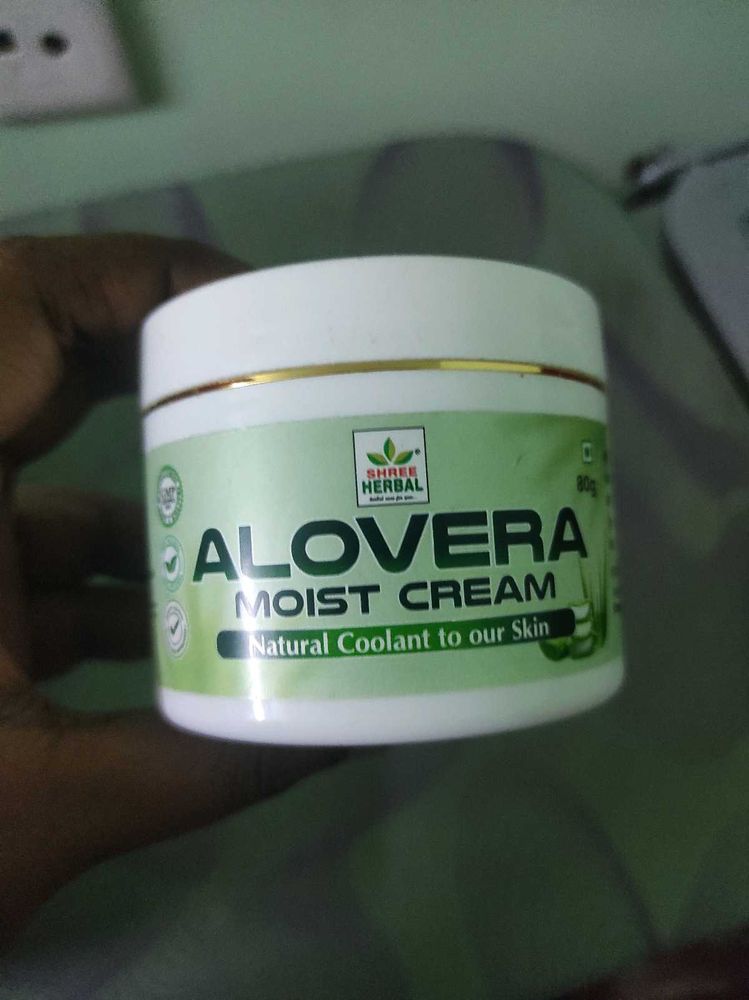 SHREE
HERBAL
80g
ALOVERA
MOIST CREAM
Natural Coolant to our Skin